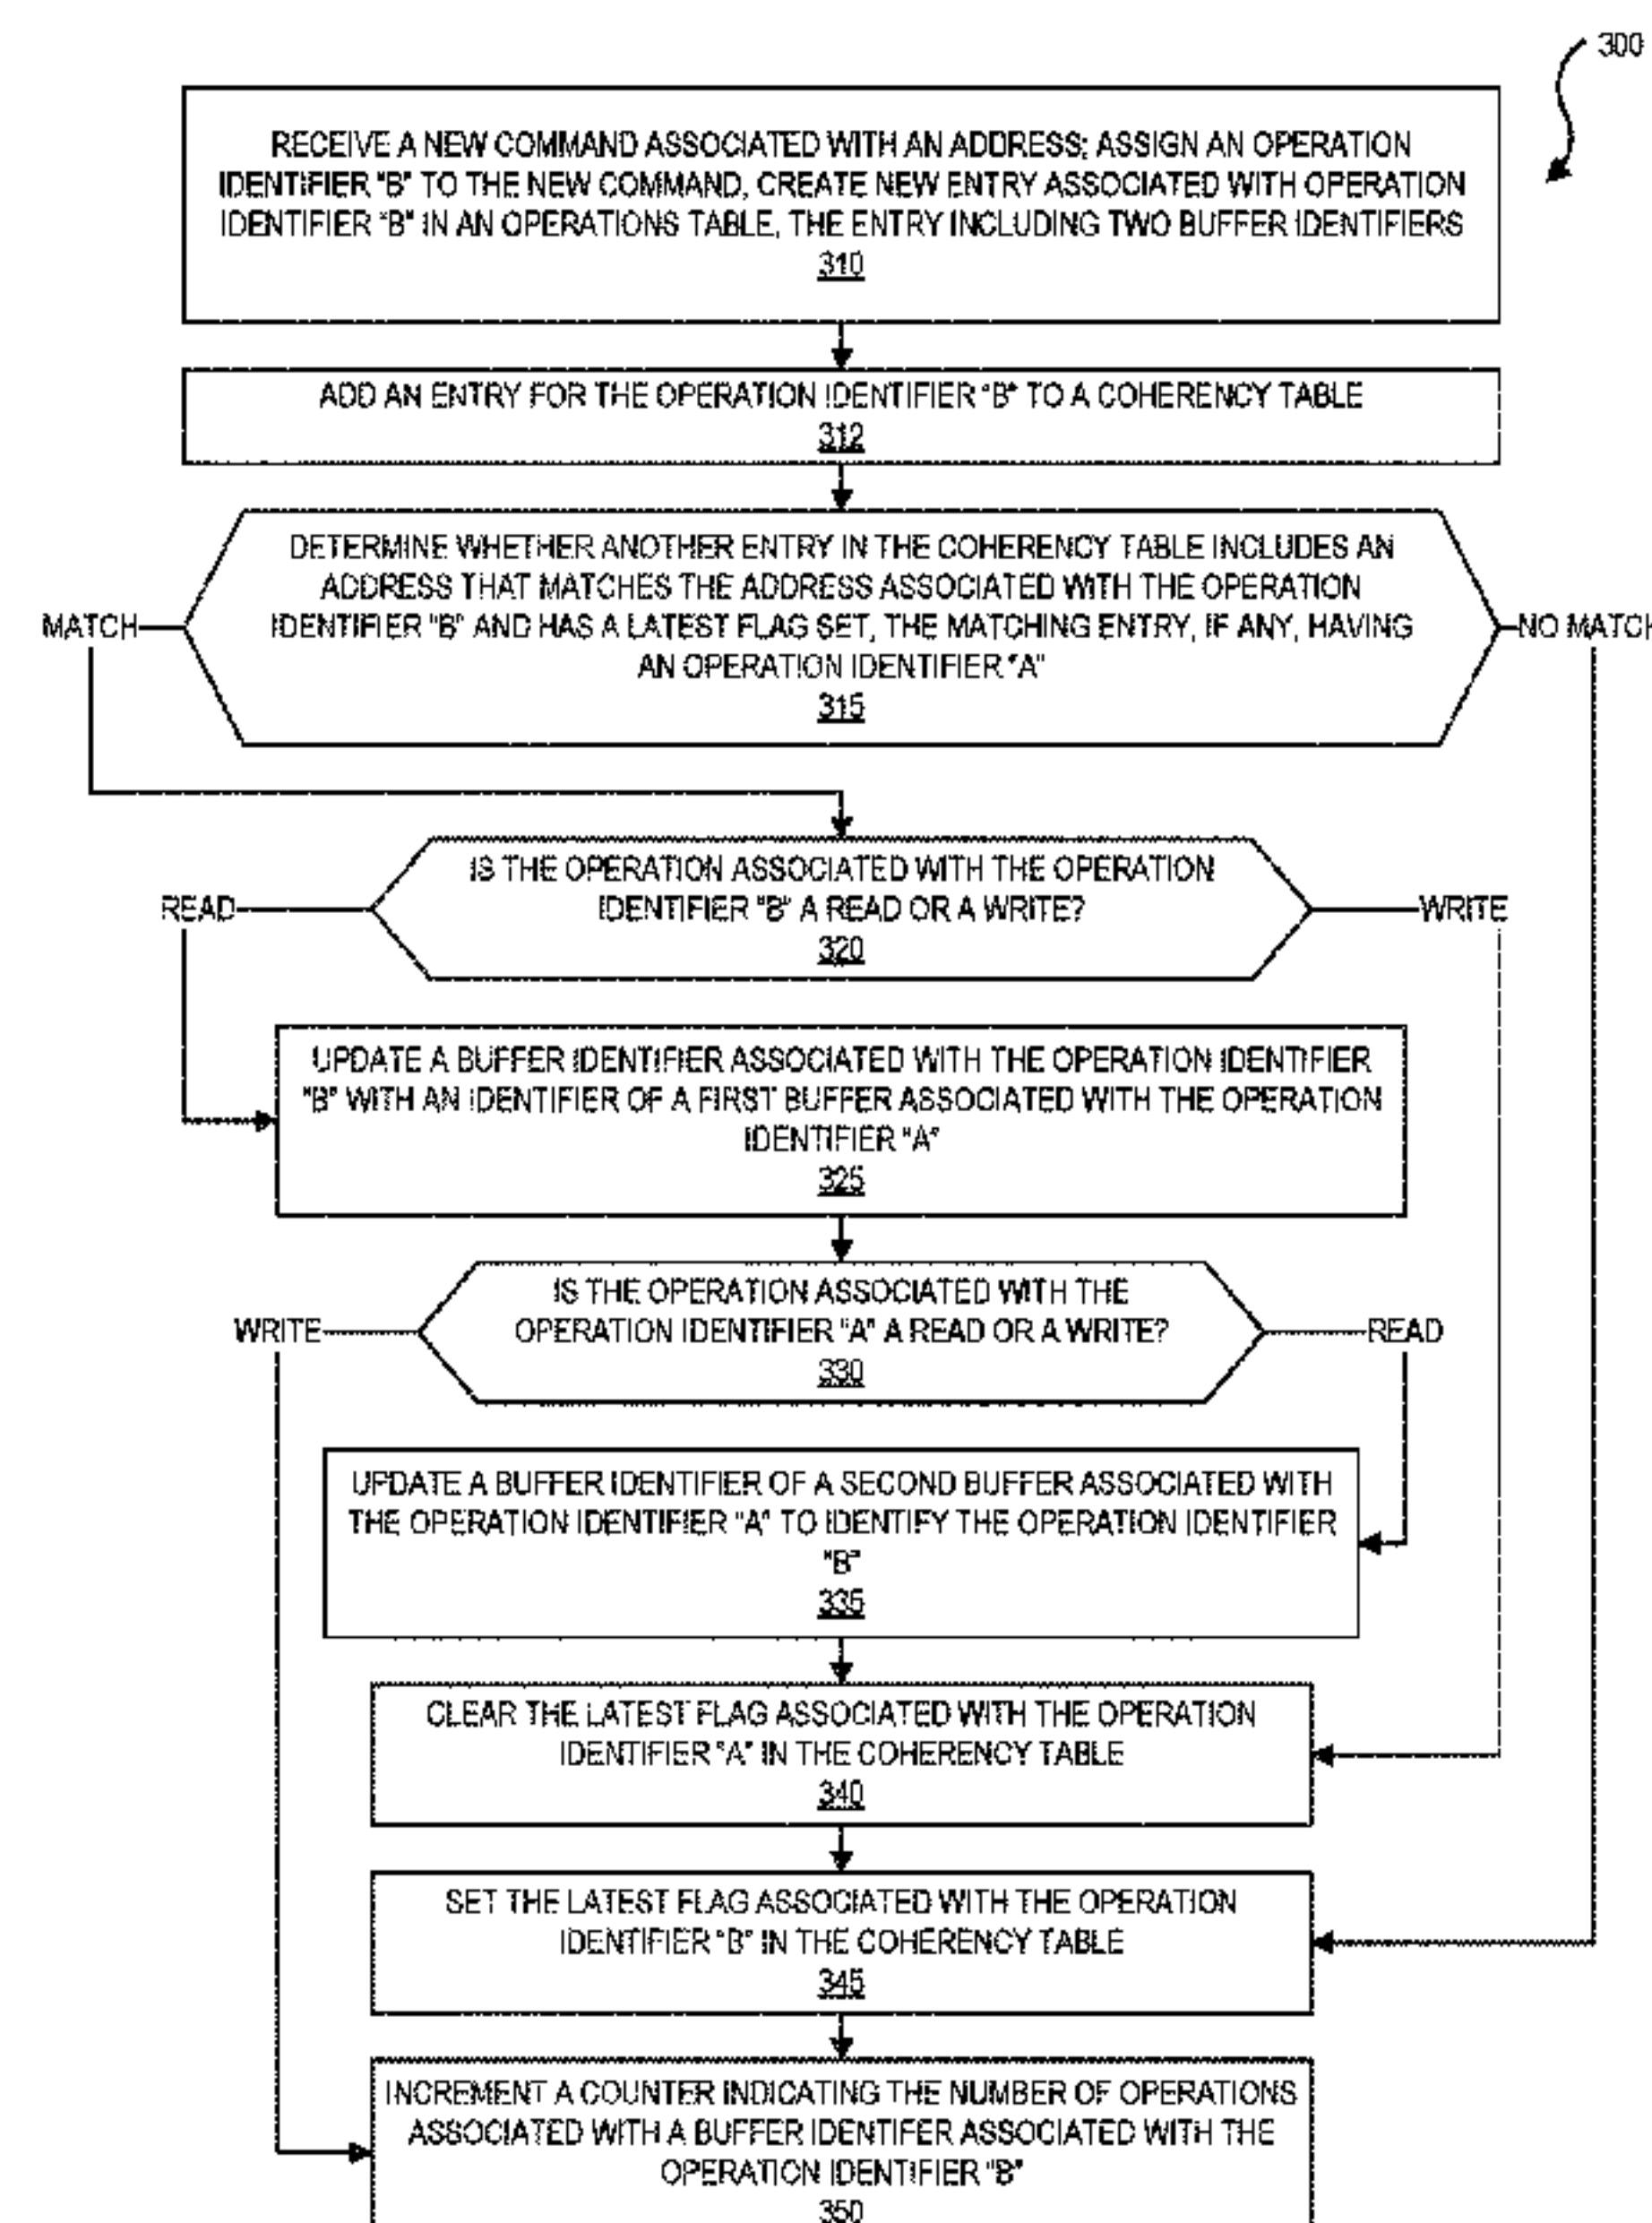 300
RECEIVE A NEW COMMAND ASSOCIATED WITH AN ADDRESS; ASSIGN AN OPERATION
IDENTIFIER "B" TO THE NEW COMMAND, CREATE NEW ENTRY ASSOCIATED WITH OPERATION
IDENTIFIER "B" IN AN OPERATIONS TABLE, THE ENTRY INCLUDING TWO BUFFER IDENTIFIERS
310
ADD AN ENTRY FOR THE OPERATION IDENTIFIER "B" TO A COHERENCY TABLE
312
DETERMINE WHETHER ANOTHER ENTRY IN THE COHERENCY TABLE INCLUDES AN
ADDRESS THAT MATCHES THE ADDRESS ASSOCIATED WITH THE OPERATION
MATCH IDENTIFIER "B" AND HAS A LATEST FLAG SET, THE MATCHING ENTRY, IF ANY, HAVING NO MATCH
AN OPERATION IDENTIFIER "A"
315
IS THE OPERATION ASSOCIATED WITH THE OPERATION
READ IDENTIFIER "B" A READ OR A WRITE? WRITE
320
UPDATE A BUFFER IDENTIFIER ASSOCIATED WITH THE OPERATION IDENTIFIER
"B" WITH AN IDENTIFIER OF A FIRST BUFFER ASSOCIATED WITH THE OPERATION
IDENTIFIER "A"
325
IS THE OPERATION ASSOCIATED WITH THE
WRITE OPERATION IDENTIFIER "A" A READ OR A WRITE? READ
330
UPDATE A BUFFER IDENTIFIER OF A SECOND BUFFER ASSOCIATED WITH
THE OPERATION IDENTIFIER "A" TO IDENTIFY THE OPERATION IDENTIFIER
"B"
335
CLEAR THE LATEST FLAG ASSOCIATED WITH THE OPERATION
IDENTIFIER "A" IN THE COHERENCY TABLE
340
SET THE LATEST FLAG ASSOCIATED WITH THE OPERATION
IDENTIFIER "B" IN THE COHERENCY TABLE
345
INCREMENT A COUNTER INDICATING THE NUMBER OF OPERATIONS
ASSOCIATED WITH A BUFFER IDENTIFER ASSOCIATED WITH THE
OPERATION IDENTIFIER "B"
350